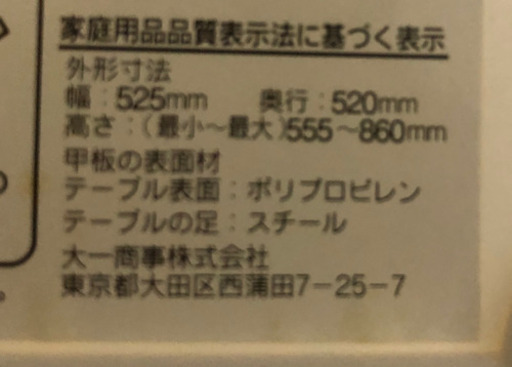 家庭用品品質表示法に基づく表示
外形寸法
幅：525mm　奥行：520mm
高さ：（最小～最大）555～860mm
甲板の表面材
テーブル表面：ポリプロピレン
テーブルの足：スチール
大一商事株式会社
東京都大田区西蒲田7-25-7